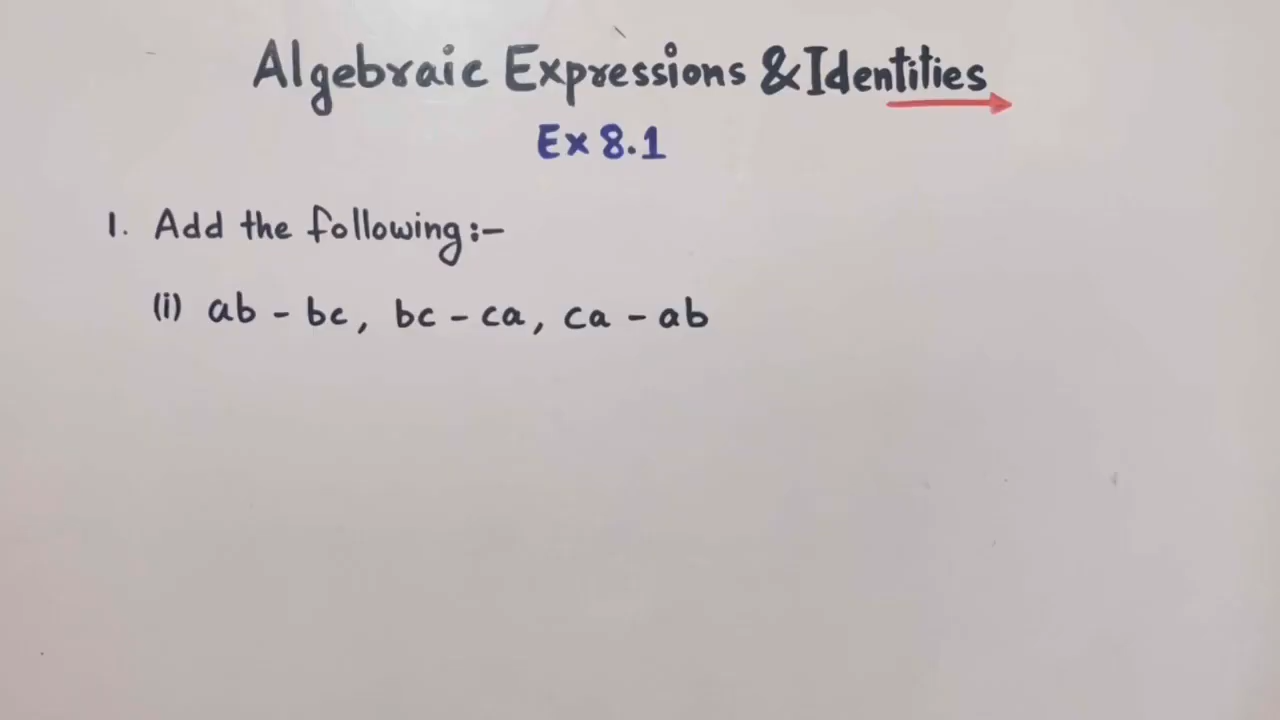 Algebraic Expressions & Identities
Ex 8.1
1. Add the following:-
(i) ab - bc, bc - ca, ca - ab